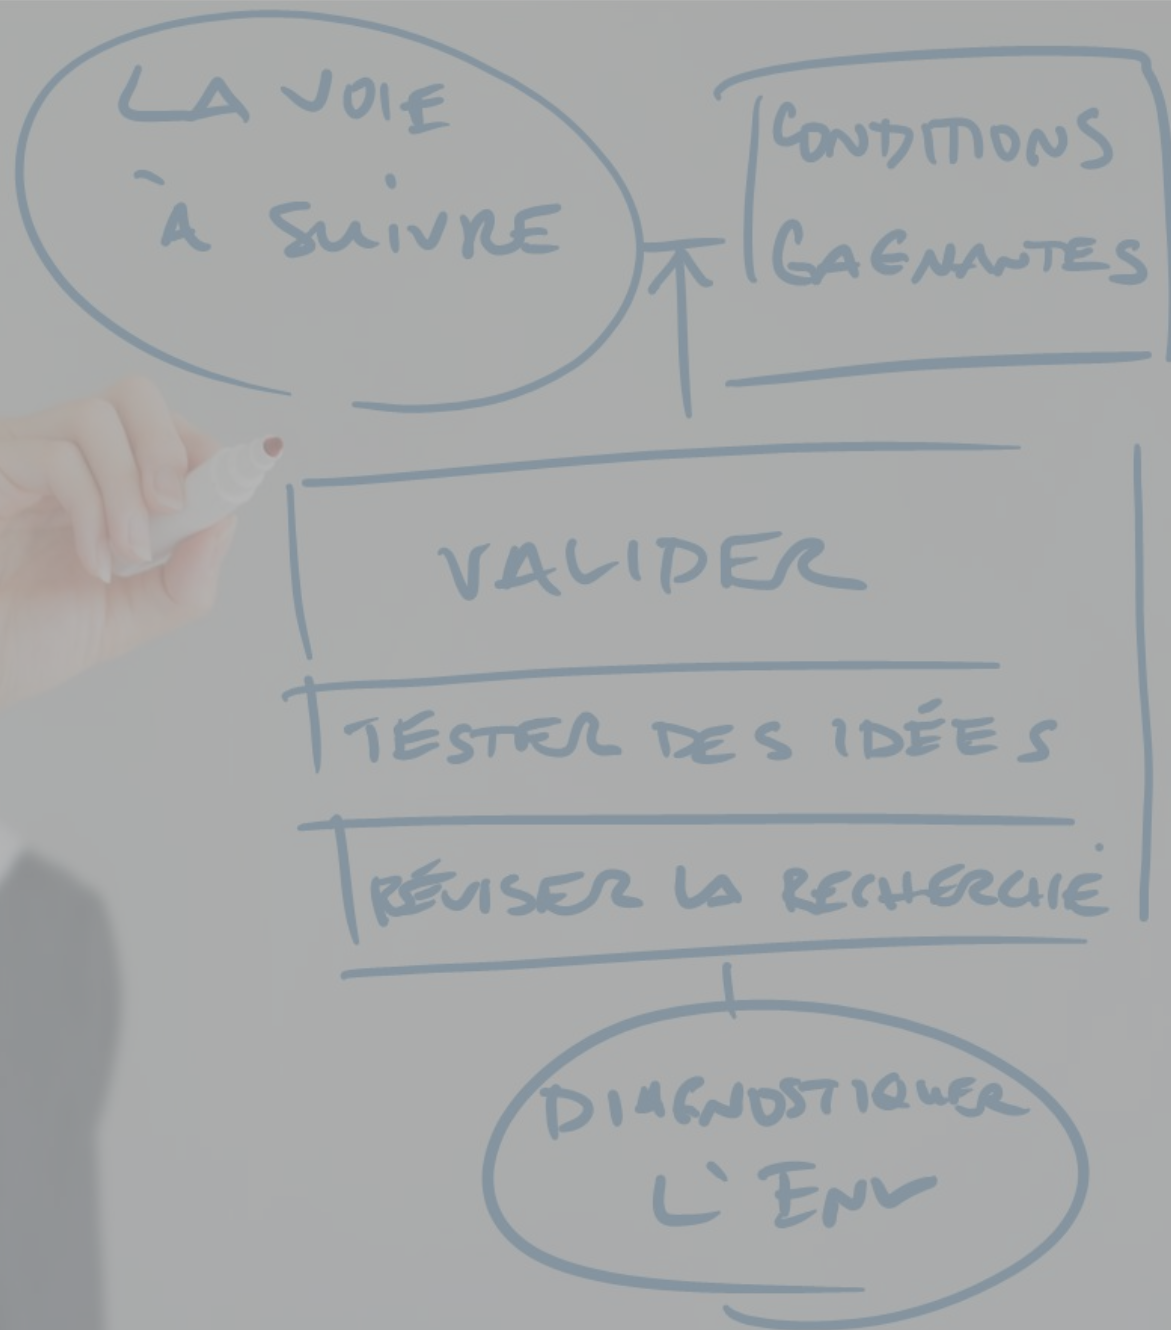 LA VOIE
À SUIVRE
CONDITIONS
GAGNANTES
VALIDER
TESTER DES IDÉES
RÉVISER LA RECHERCHE
DIAGNOSTIQUER
L'ENV